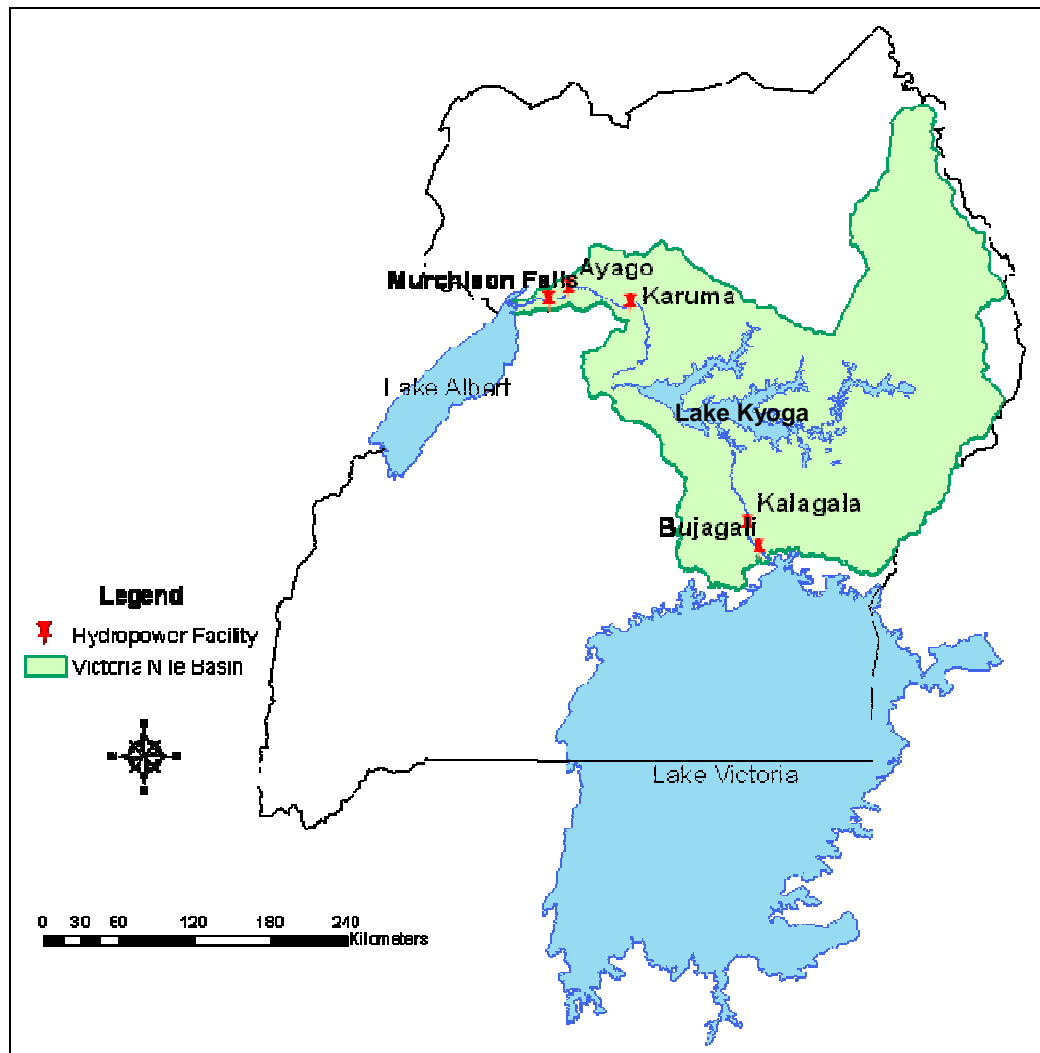 Ayago
Murchison Falls
Karuma
Lake Albert
Lake Kyoga
Kalagala
Bujagali
Legend
Hydropower Facility
Victoria Nile Basin
Lake Victoria
0 30 60 120 180 240
Kilometers